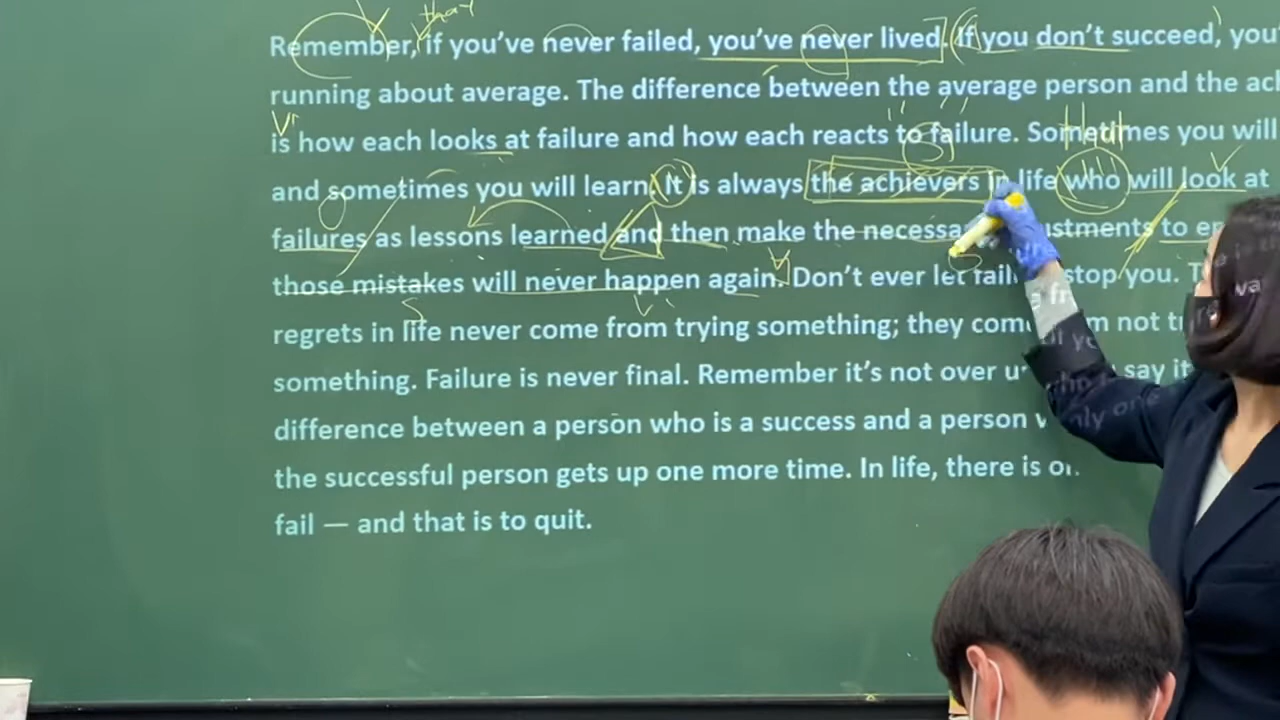 that
Remember, if you've never failed, you've never lived. If you don't succeed, you'
running about average. The difference between the average person and the
is how each looks at failure and how each reacts to failure. Sometimes you will
and sometimes you will learn. It is always the achievers in life who will look at
failures as lessons learned and then make the to
those mistakes will never happen again. Don't ever let stop you.
regrets in life never come from trying something; they not
something. Failure is never final. Remember it's not over say
difference between a person who is a success and a person
the successful person gets up one more time. In life, there is
fail — and that is to quit.